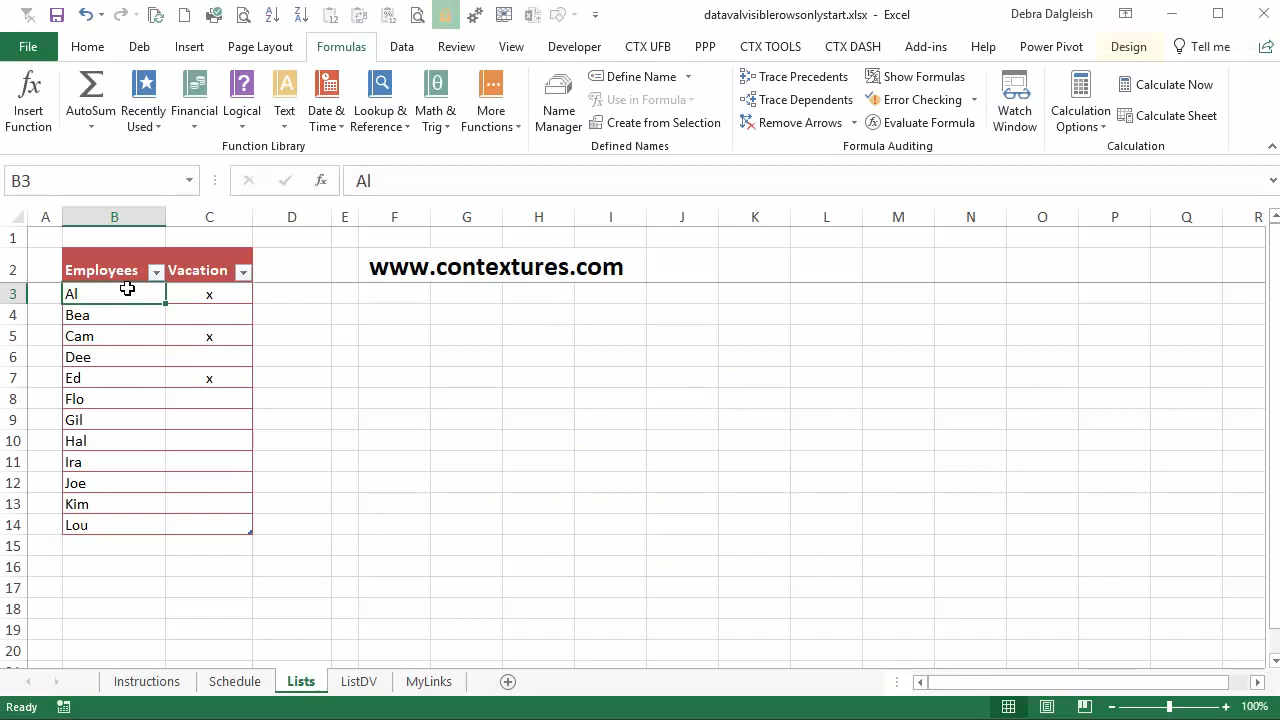 datavalvisiblerowsonlystart.xlsx - Excel
Debra Dalgleish
File Home Deb Insert Page Layout Formulas Data Review View Developer CTX UFB PPP CTX TOOLS CTX DASH Add-ins Help Power Pivot Design Tell me
Insert Function
AutoSum
Recently Used
Financial
Logical
Text
Date & Time
Lookup & Reference
Math & Trig
More Functions
Function Library
Name Manager
Define Name
Use in Formula
Create from Selection
Defined Names
Trace Precedents
Trace Dependents
Remove Arrows
Show Formulas
Error Checking
Evaluate Formula
Formula Auditing
Watch Window
Calculation Options
Calculate Now
Calculate Sheet
Calculation
B3 fx Al
A B C D E F G H I J K L M N O P Q R
1
2 Employees Vacation www.contextures.com
3 Al x
4 Bea
5 Cam x
6 Dee
7 Ed x
8 Flo
9 Gil
10 Hal
11 Ira
12 Joe
13 Kim
14 Lou
15
16
17
18
19
20
Instructions Schedule Lists ListDV MyLinks
Ready
100%